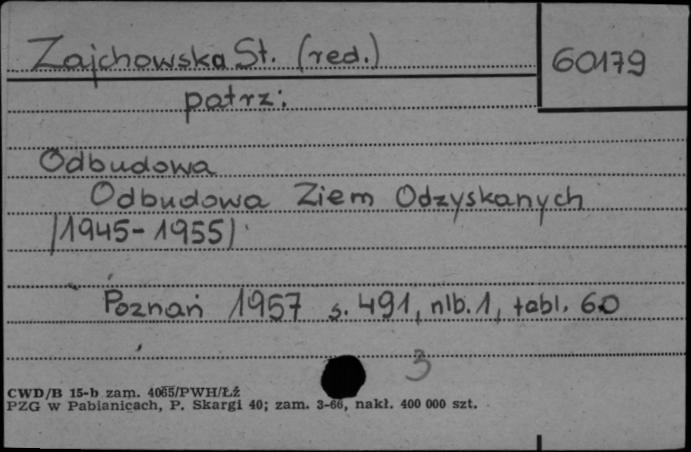 Zajchowska St. (red.)
60179
patrz:
Odbudowa
Odbudowa Ziem Odzyskanych
/1945-1955/
Poznań 1957 s. 491, nlb. 1, tabl. 60
3
CWD/B 15-b zam. 4065/PWH/Łź
PZG w Pabianicach, P. Skargi 40; zam. 3-66, nakł. 400 000 szt.